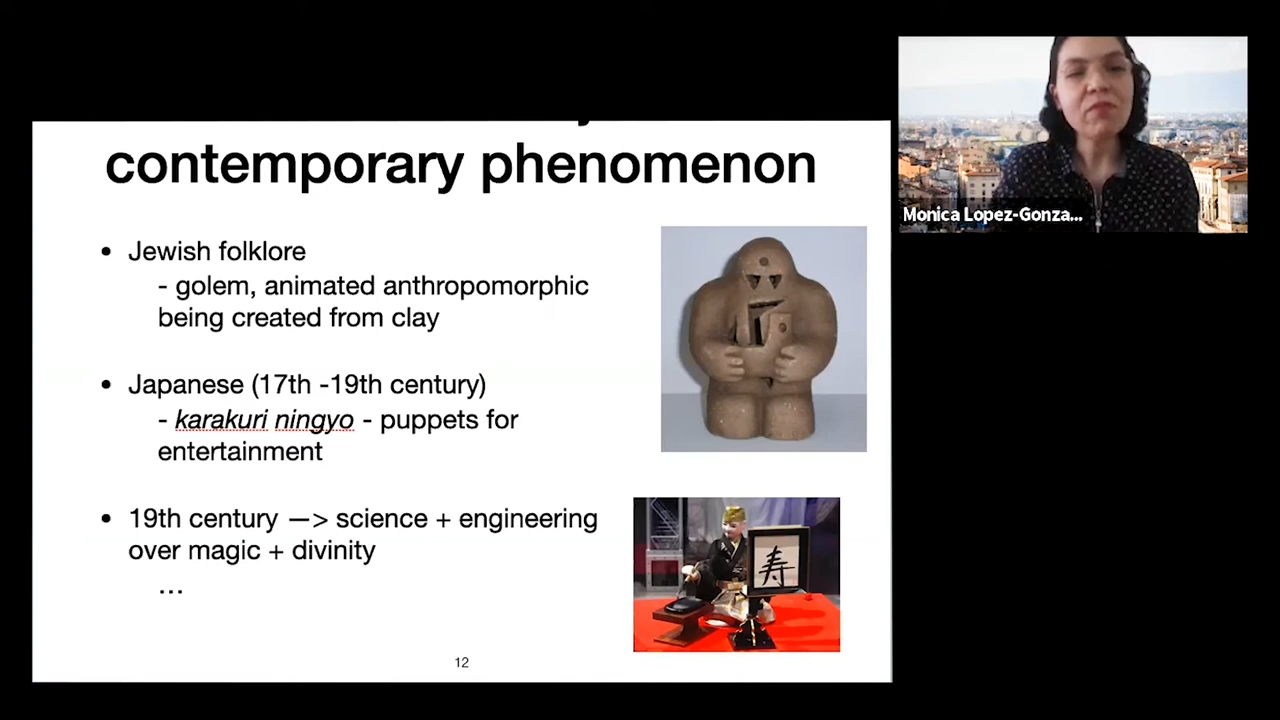 contemporary phenomenon
• Jewish folklore
- golem, animated anthropomorphic
being created from clay
• Japanese (17th -19th century)
- karakuri ningyo - puppets for
entertainment
• 19th century —> science + engineering
over magic + divinity
...
寿
12
Monica Lopez-Gonza...